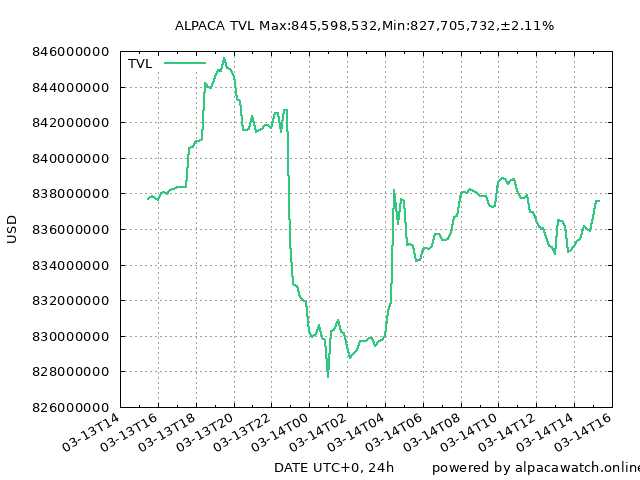 ALPACA TVL Max:845,598,532,Min:827,705,732,±2.11%
TVL
846000000
844000000
842000000
840000000
838000000
836000000
834000000
832000000
830000000
828000000
826000000
USD
03-13T14
03-13T16
03-13T18
03-13T20
03-13T22
03-14T00
03-14T02
03-14T04
03-14T06
03-14T08
03-14T10
03-14T12
03-14T14
03-14T16
DATE UTC+0, 24h
powered by alpacawatch.online